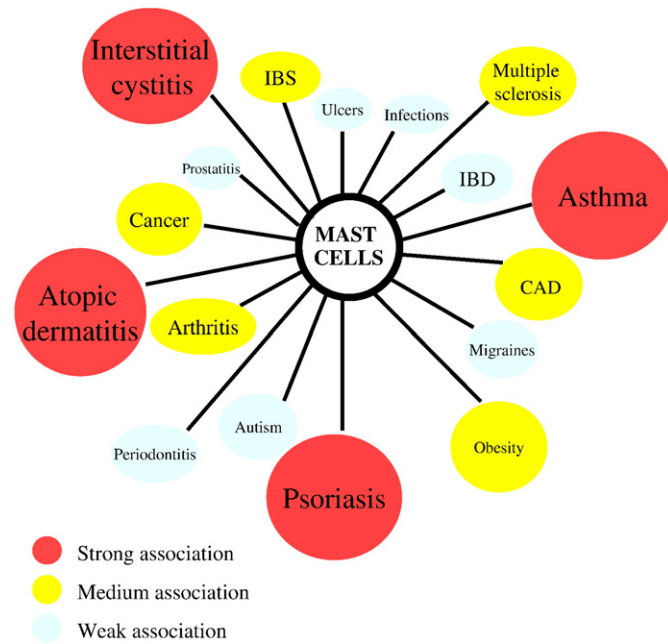 Interstitial
cystitis
IBS
Ulcers
Infections
Multiple
sclerosis
Prostatitis
IBD
Asthma
Cancer
MAST
CELLS
Atopic
dermatitis
Arthritis
CAD
Migraines
Periodontitis
Autism
Obesity
Psoriasis
Strong association
Medium association
Weak association